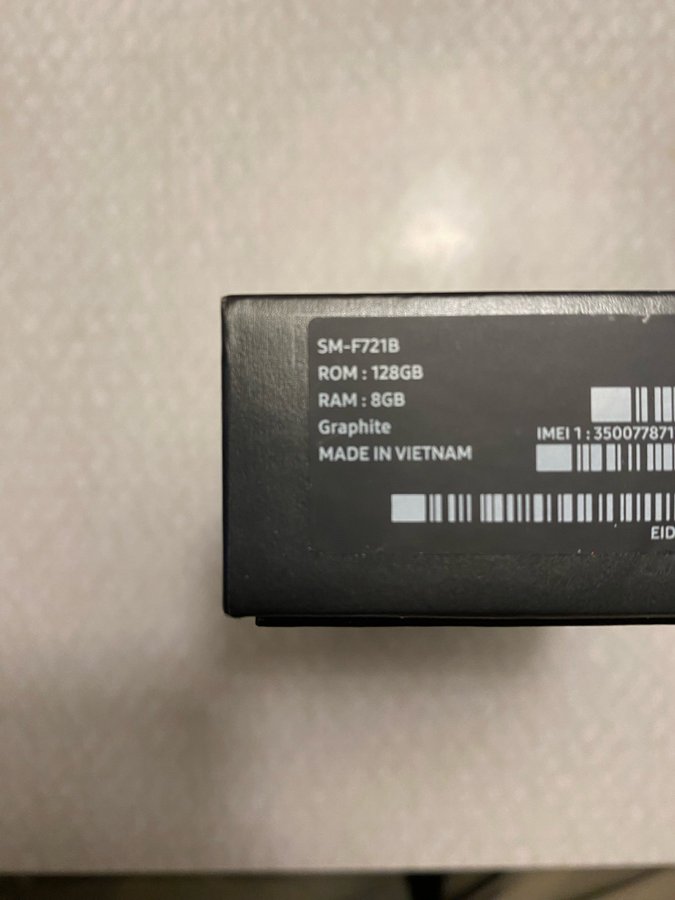 SM-F721B
ROM : 128GB
RAM : 8GB
Graphite
MADE IN VIETNAM
IMEI 1 : 350077871
EID